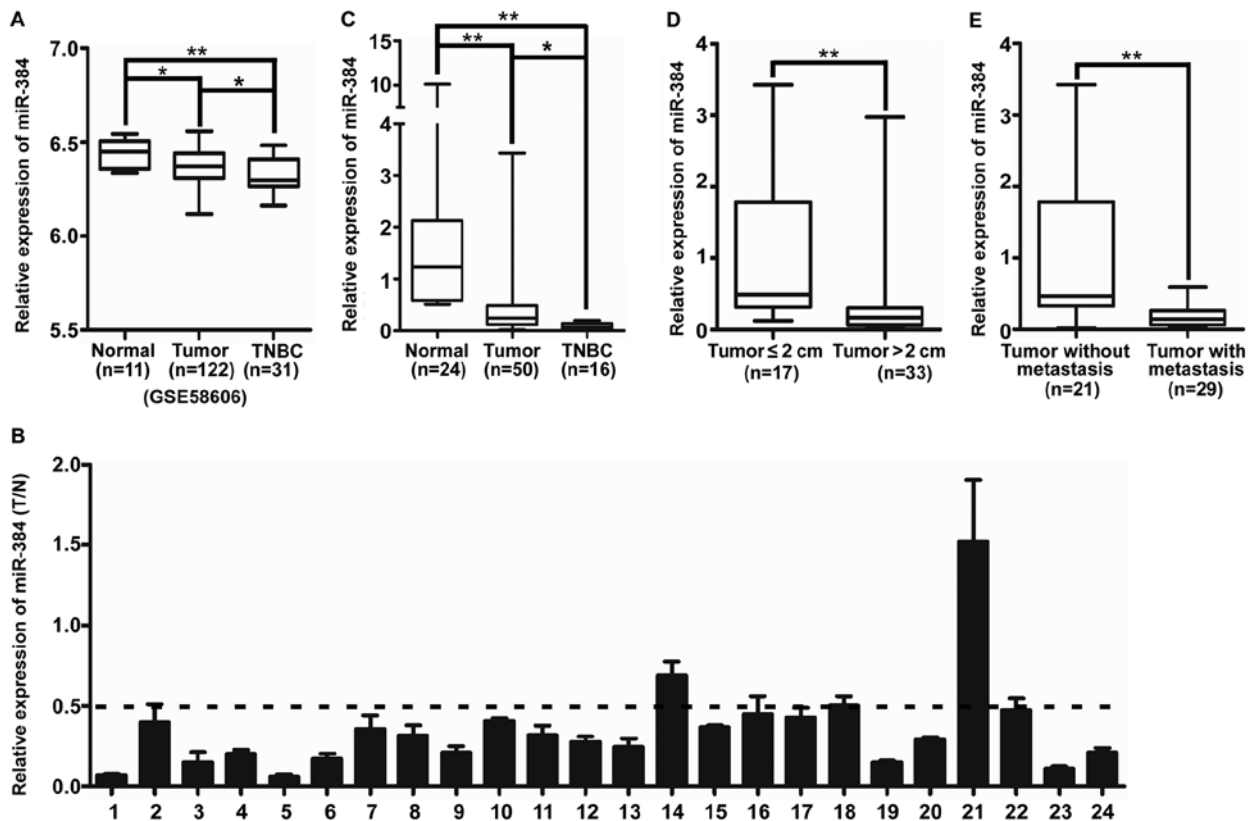 A
Relative expression of miR-384
7.0
6.5
6.0
5.5
**
*
*
Normal Tumor TNBC
(n=11) (n=122) (n=31)
(GSE58606)
C
Relative expression of miR-384
15
10
5
4
3
2
1
0
**
**
*
Normal Tumor TNBC
(n=24) (n=50) (n=16)
D
Relative expression of miR-384
4
3
2
1
0
**
Tumor ≤ 2 cm Tumor > 2 cm
(n=17) (n=33)
E
Relative expression of miR-384
4
3
2
1
0
**
Tumor without Tumor with
metastasis metastasis
(n=21) (n=29)
B
Relative expression of miR-384 (T/N)
2.0
1.5
1.0
0.5
0.0
1 2 3 4 5 6 7 8 9 10 11 12 13 14 15 16 17 18 19 20 21 22 23 24